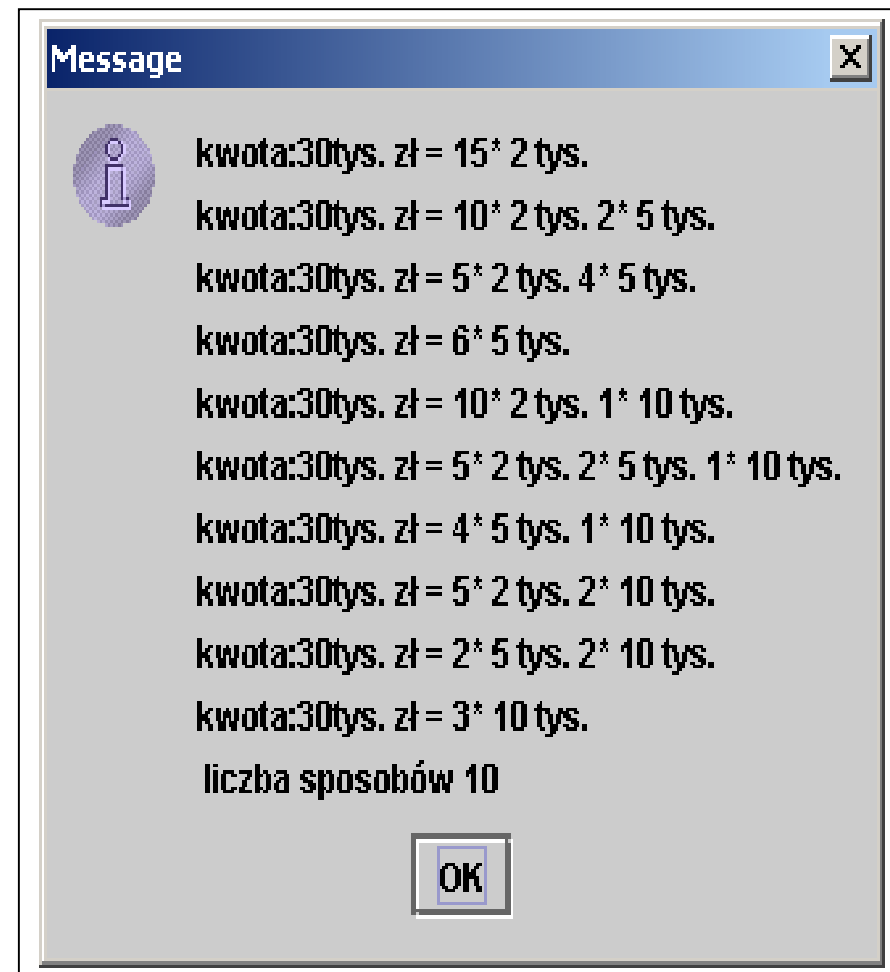 Message
kwota:30tys. zł = 15* 2 tys.
kwota:30tys. zł = 10* 2 tys. 2* 5 tys.
kwota:30tys. zł = 5* 2 tys. 4* 5 tys.
kwota:30tys. zł = 6* 5 tys.
kwota:30tys. zł = 10* 2 tys. 1* 10 tys.
kwota:30tys. zł = 5* 2 tys. 2* 5 tys. 1* 10 tys.
kwota:30tys. zł = 4* 5 tys. 1* 10 tys.
kwota:30tys. zł = 5* 2 tys. 2* 10 tys.
kwota:30tys. zł = 2* 5 tys. 2* 10 tys.
kwota:30tys. zł = 3* 10 tys.
liczba sposobów 10
OK